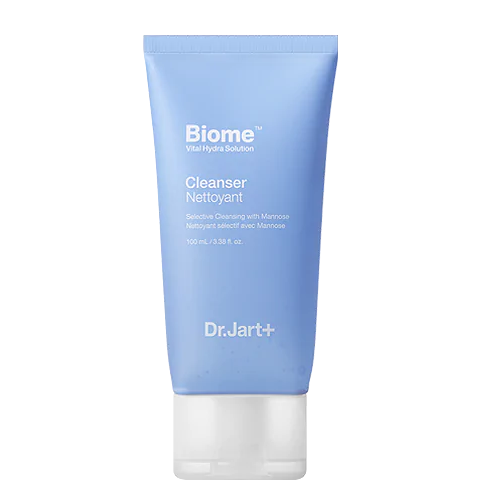 Biome™
Vital Hydra Solution
Cleanser
Nettoyant
Selective Cleansing with Mannose
Nettoyant sélectif avec Mannose
100 mL / 3.38 fl. oz.
Dr.Jart+